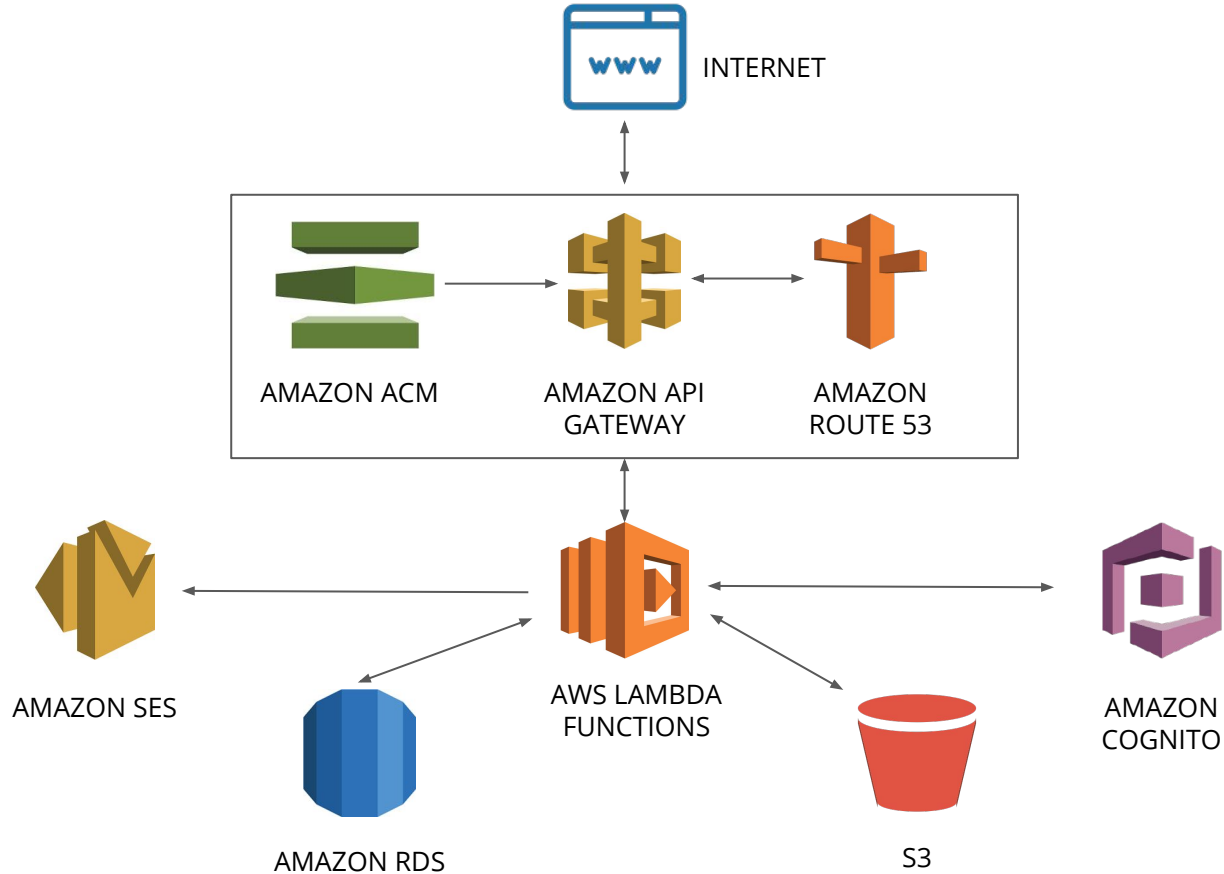 www
INTERNET
AMAZON ACM
AMAZON API
GATEWAY
AMAZON
ROUTE 53
AMAZON SES
AWS LAMBDA
FUNCTIONS
AMAZON
COGNITO
AMAZON RDS
S3